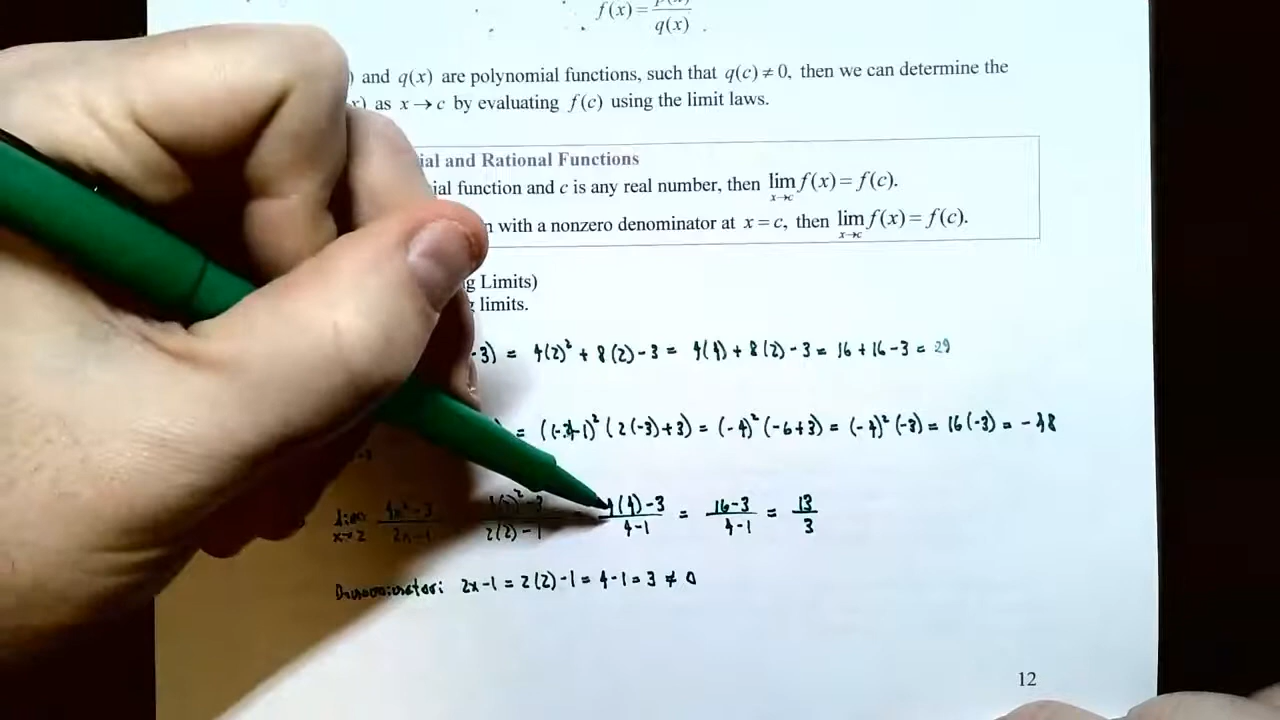 f(x) = p(x)/q(x) .
) and q(x) are polynomial functions, such that q(c) ≠ 0, then we can determine the
x) as x → c by evaluating f(c) using the limit laws.
ial and Rational Functions
ial function and c is any real number, then lim x→c f(x) = f(c).
n with a nonzero denominator at x = c, then lim x→c f(x) = f(c).
g Limits)
limits.
-3) = 4(2)² + 8(2) - 3 = 4(4) + 8(2) - 3 = 16 + 16 - 3 = 29
) = (-3-1)² (2(-3)+3) = (-4)² (-6+3) = (-4)² (-3) = 16(-3) = -48
-3
lim x→2 4x²-3/2x-1 4(2)²-3/2(2)-1 4(4)-3/4-1 = 16-3/4-1 = 13/3
Denominator: 2x-1 = 2(2)-1 = 4-1 = 3 ≠ 0
12